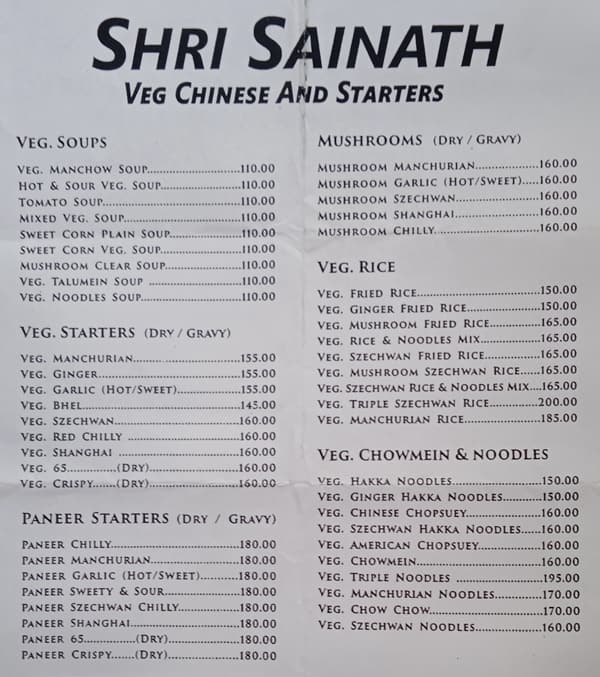 SHRI SAINATH
VEG CHINESE AND STARTERS
VEG. SOUPS
VEG. MANCHOW SOUP............................110.00
HOT & SOUR VEG. SOUP........................110.00
TOMATO SOUP.......................................110.00
MIXED VEG. SOUP..................................110.00
SWEET CORN PLAIN SOUP.....................110.00
SWEET CORN VEG. SOUP.......................110.00
MUSHROOM CLEAR SOUP......................110.00
VEG. TALUMEIN SOUP ..........................110.00
VEG. NOODLES SOUP.............................110.00
VEG. STARTERS (DRY / GRAVY)
VEG. MANCHURIAN................................155.00
VEG. GINGER..........................................155.00
VEG. GARLIC (HOT/SWEET)...................155.00
VEG. BHEL..............................................145.00
VEG. SZECHWAN.....................................160.00
VEG. RED CHILLY .................................160.00
VEG. SHANGHAI ....................................160.00
VEG. 65..............(DRY)...........................160.00
VEG. CRISPY.......(DRY)...........................160.00
PANEER STARTERS (DRY / GRAVY)
PANEER CHILLY.......................................180.00
PANEER MANCHURIAN...........................180.00
PANEER GARLIC (HOT/SWEET)..........180.00
PANEER SWEETY & SOUR.......................180.00
PANEER SZECHWAN CHILLY..................180.00
PANEER SHANGHAI.................................180.00
PANEER 65...............(DRY).....................180.00
PANEER CRISPY.......(DRY).....................180.00
MUSHROOMS (DRY / GRAVY)
MUSHROOM MANCHURIAN...................160.00
MUSHROOM GARLIC (HOT/SWEET).....160.00
MUSHROOM SZECHWAN.........................160.00
MUSHROOM SHANGHAI.........................160.00
MUSHROOM CHILLY...............................160.00
VEG. RICE
VEG. FRIED RICE.....................................150.00
VEG. GINGER FRIED RICE......................150.00
VEG. MUSHROOM FRIED RICE...............165.00
VEG. RICE & NOODLES MIX..................165.00
VEG. SZECHWAN FRIED RICE.................165.00
VEG. MUSHROOM SZECHWAN RICE......165.00
VEG. SZECHWAN RICE & NOODLES MIX....165.00
VEG. TRIPLE SZECHWAN RICE...............200.00
VEG. MANCHURIAN RICE.......................185.00
VEG. CHOWMEIN & NOODLES
VEG. HAKKA NOODLES...........................150.00
VEG. GINGER HAKKA NOODLES............150.00
VEG. CHINESE CHOPSUEY......................160.00
VEG. SZECHWAN HAKKA NOODLES......160.00
VEG. AMERICAN CHOPSUEY..................160.00
VEG. CHOWMEIN.....................................160.00
VEG. TRIPLE NOODLES .........................195.00
VEG. MANCHURIAN NOODLES..............170.00
VEG. CHOW CHOW.................................170.00
VEG. SZECHWAN NOODLES....................160.00